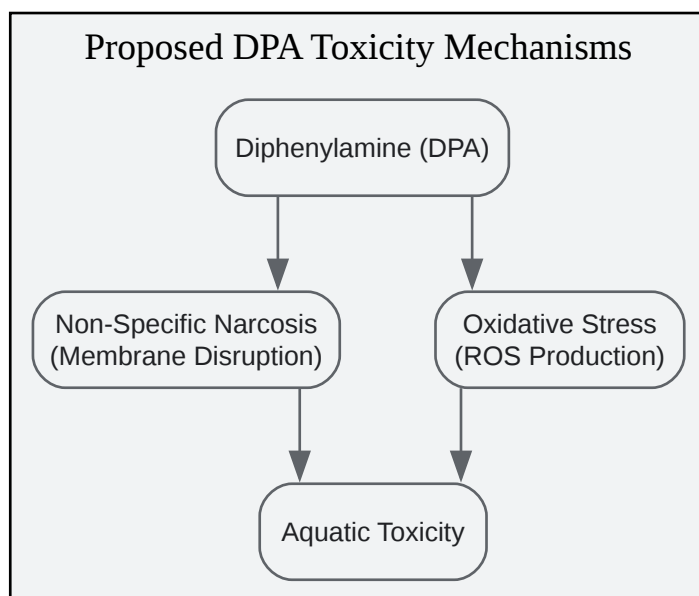 Proposed DPA Toxicity Mechanisms
Diphenylamine (DPA)
Non-Specific Narcosis
(Membrane Disruption)
Oxidative Stress
(ROS Production)
Aquatic Toxicity